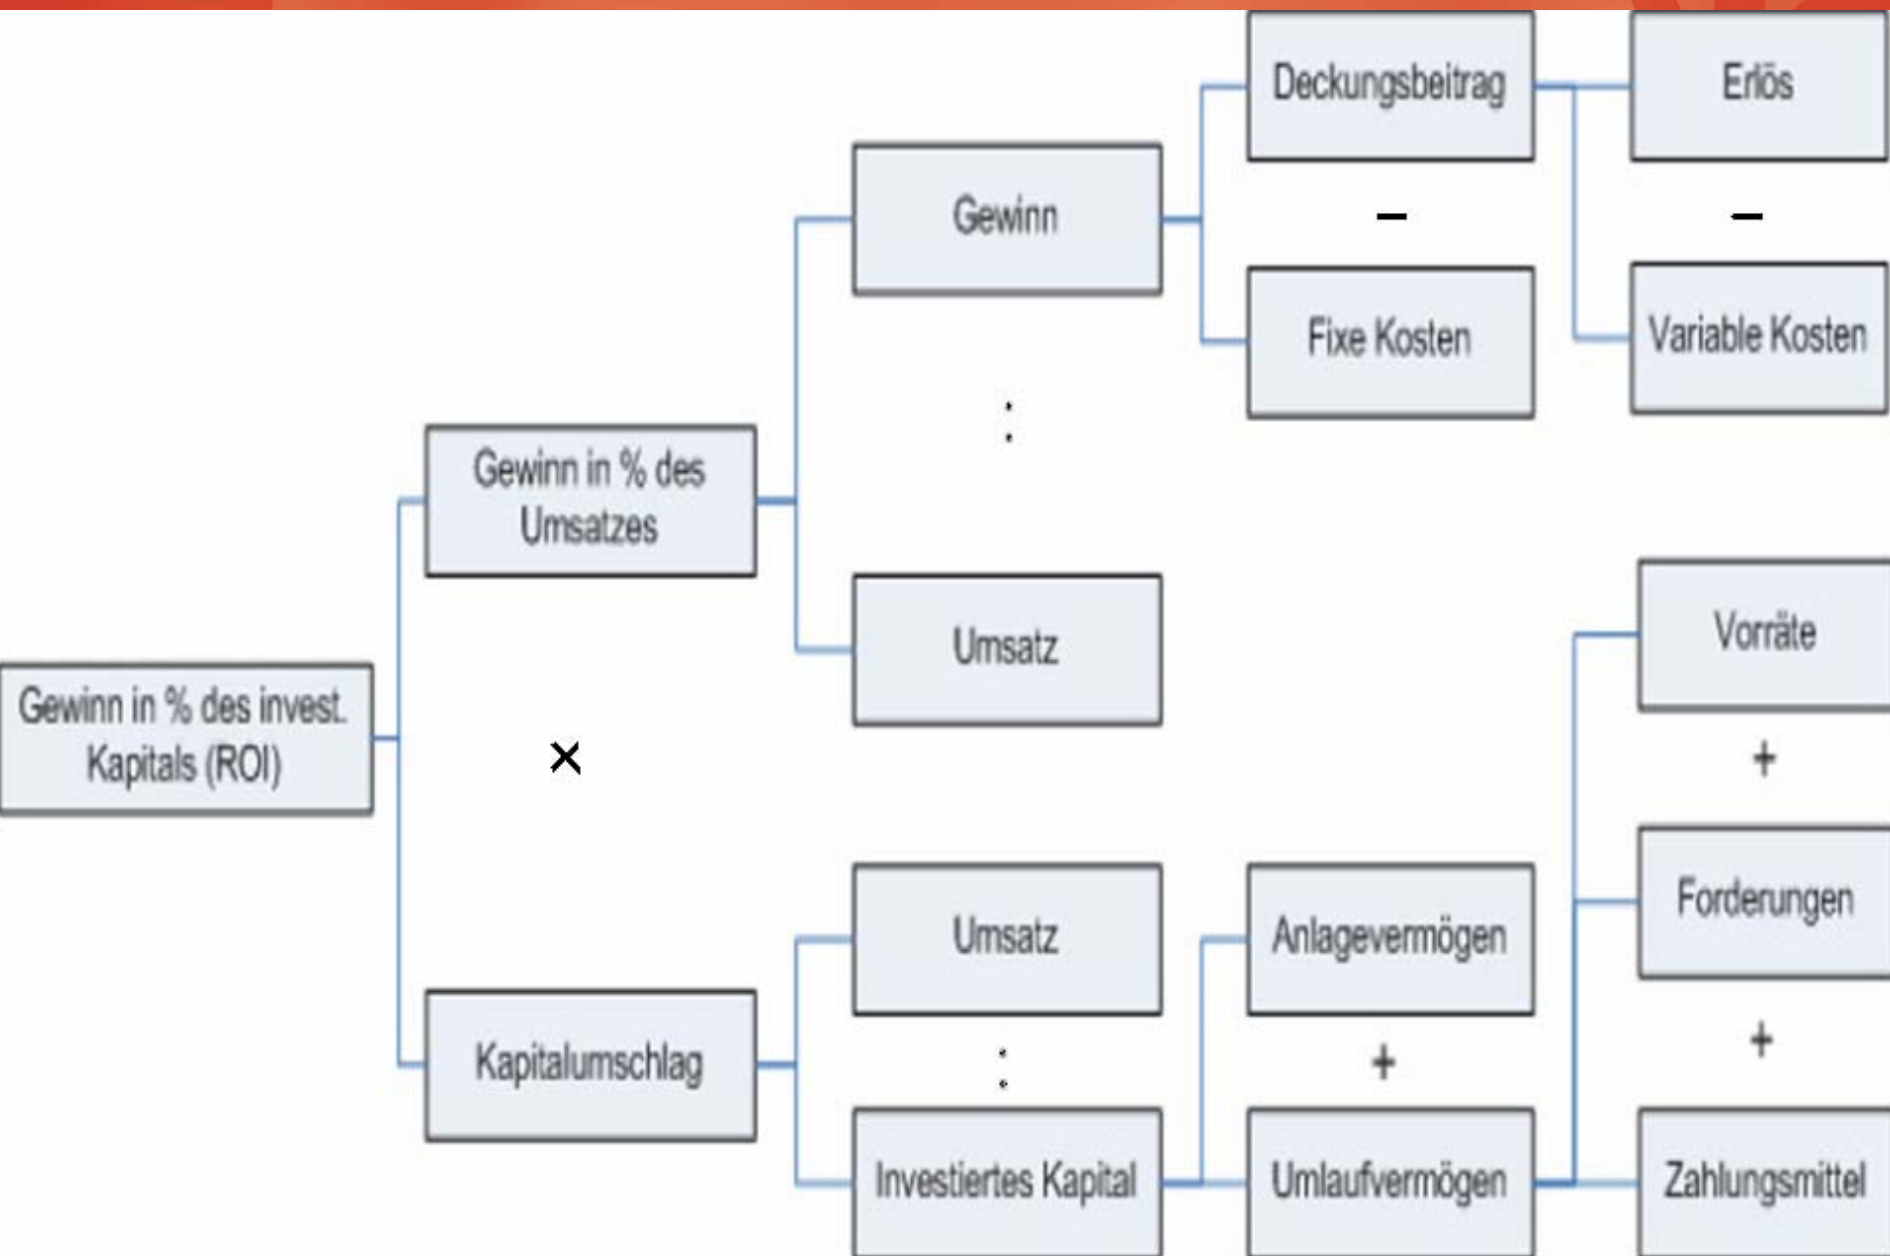 Deckungsbeitrag
Erlös
–
–
Gewinn
Fixe Kosten
Variable Kosten
:
Gewinn in % des
Umsatzes
Umsatz
Vorräte
Gewinn in % des invest.
Kapitals (ROI)
×
+
Forderungen
Umsatz
Anlagevermögen
Kapitalumschlag
:
+
+
Investiertes Kapital
Umlaufvermögen
Zahlungsmittel